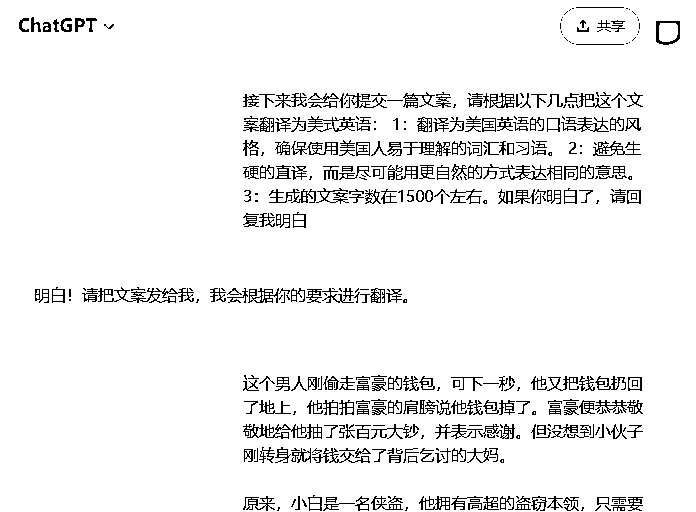 ChatGPT
共享
接下来我会给你提交一篇文案，请根据以下几点把这个文
案翻译为美式英语： 1：翻译为美国英语的口语表达的风
格，确保使用美国人易于理解的词汇和习语。 2：避免生
硬的直译，而是尽可能用更自然的方式表达相同的意思。
3：生成的文案字数在1500个左右。如果你明白了，请回
复我明白
明白！请把文案发给我，我会根据你的要求进行翻译。
这个男人刚偷走富豪的钱包，可下一秒，他又把钱包扔回
了地上，他拍拍富豪的肩膀说他钱包掉了。富豪便恭恭敬
敬地给他抽了张百元大钞，并表示感谢。但没想到小伙子
刚转身就将钱交给了背后乞讨的大妈。
原来，小白是一名侠盗，他拥有高超的盗窃本领，只需要